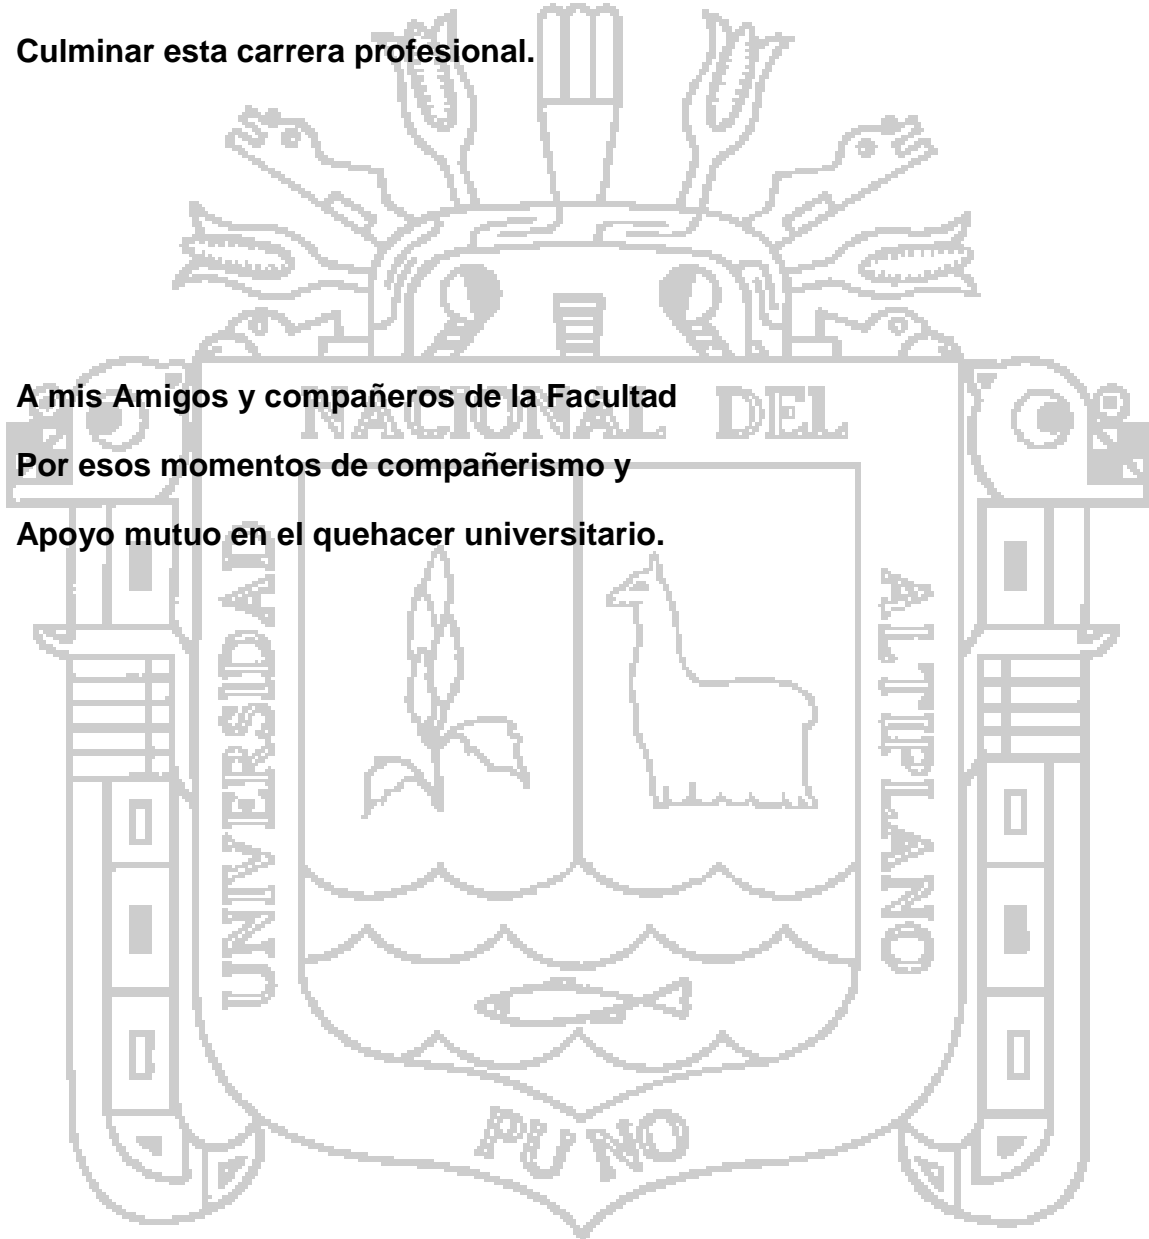 Culminar esta carrera profesional.
A mis Amigos y compañeros de la Facultad
NACIONAL DEL
Por esos momentos de compañerismo y
Apoyo mutuo en el quehacer universitario.
UNIVERSIDAD
ALTIPLANO
PUNO